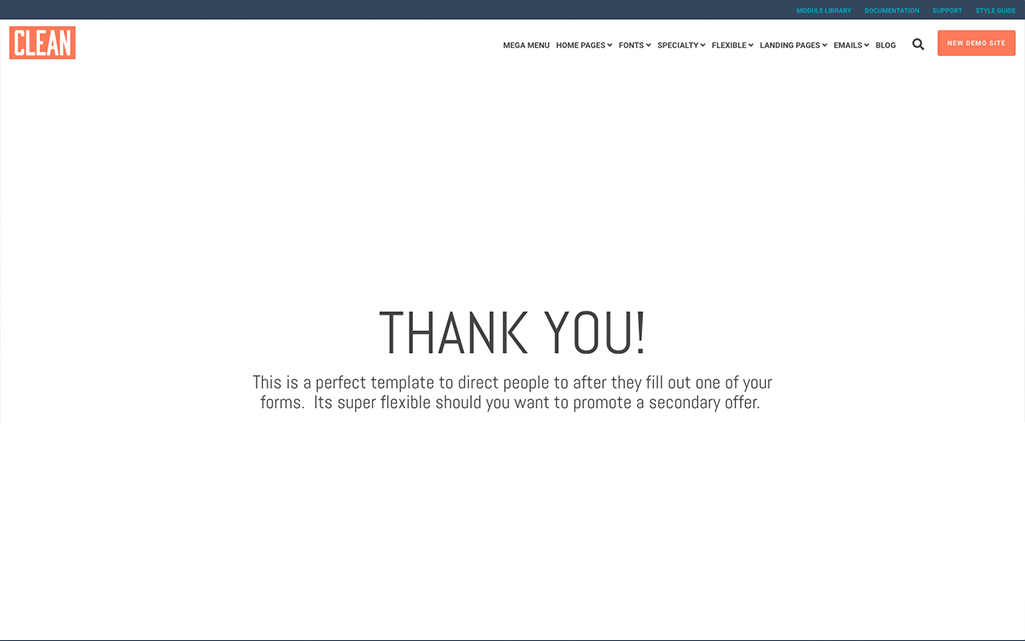 MODULE LIBRARY DOCUMENTATION SUPPORT STYLE GUIDE
CLEAN MEGA MENU HOME PAGES FONTS SPECIALTY FLEXIBLE LANDING PAGES EMAILS BLOG NEW DEMO SITE
THANK YOU!
This is a perfect template to direct people to after they fill out one of your
forms.  Its super flexible should you want to promote a secondary offer.